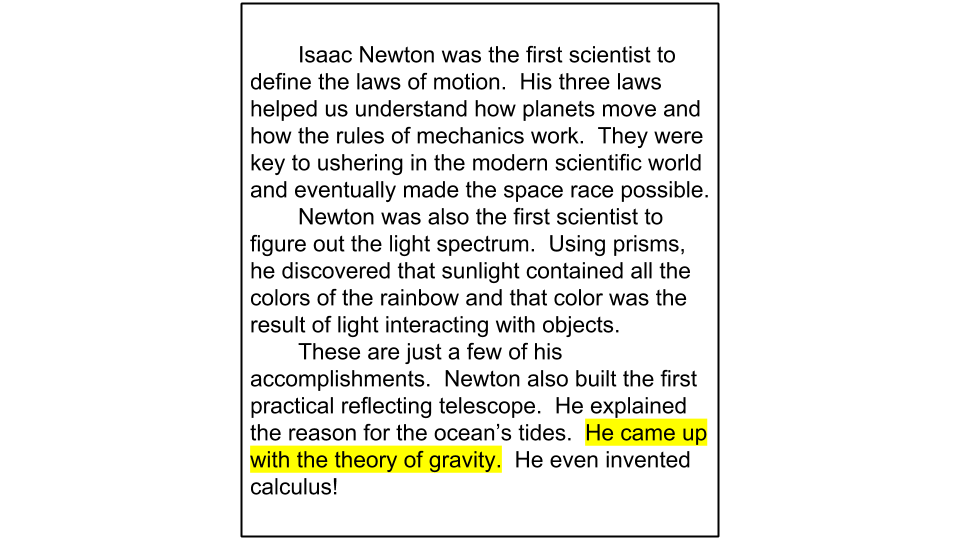 Isaac Newton was the first scientist to
define the laws of motion.  His three laws
helped us understand how planets move and
how the rules of mechanics work.  They were
key to ushering in the modern scientific world
and eventually made the space race possible.
Newton was also the first scientist to
figure out the light spectrum.  Using prisms,
he discovered that sunlight contained all the
colors of the rainbow and that color was the
result of light interacting with objects.
These are just a few of his
accomplishments.  Newton also built the first
practical reflecting telescope.  He explained
the reason for the ocean’s tides.  He came up
with the theory of gravity.  He even invented
calculus!